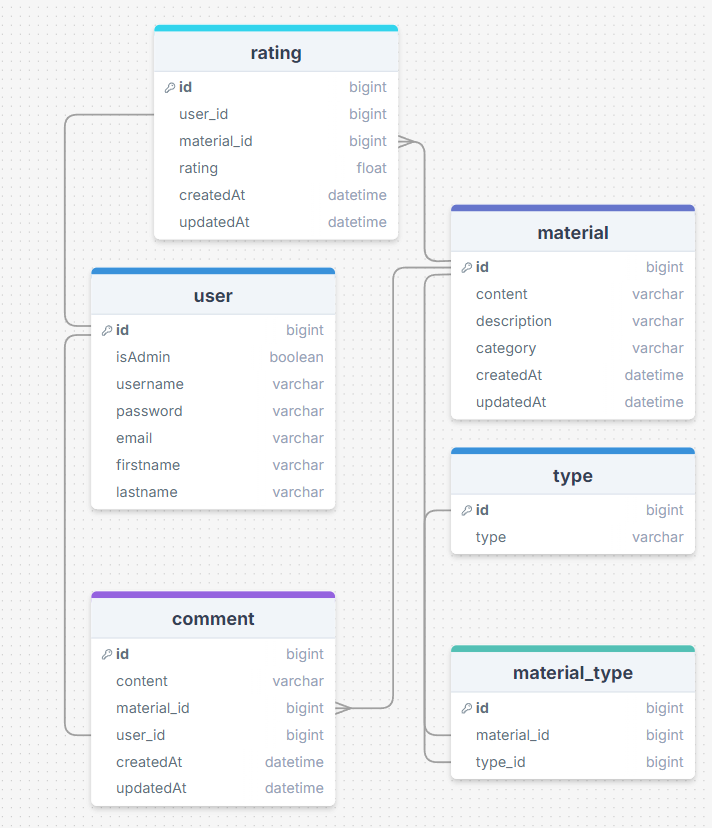 rating
id bigint
user_id bigint
material_id bigint
rating float
createdAt datetime
updatedAt datetime
material
id bigint
content varchar
description varchar
category varchar
createdAt datetime
updatedAt datetime
user
id bigint
isAdmin boolean
username varchar
password varchar
email varchar
firstname varchar
lastname varchar
type
id bigint
type varchar
comment
id bigint
content varchar
material_id bigint
user_id bigint
createdAt datetime
updatedAt datetime
material_type
id bigint
material_id bigint
type_id bigint